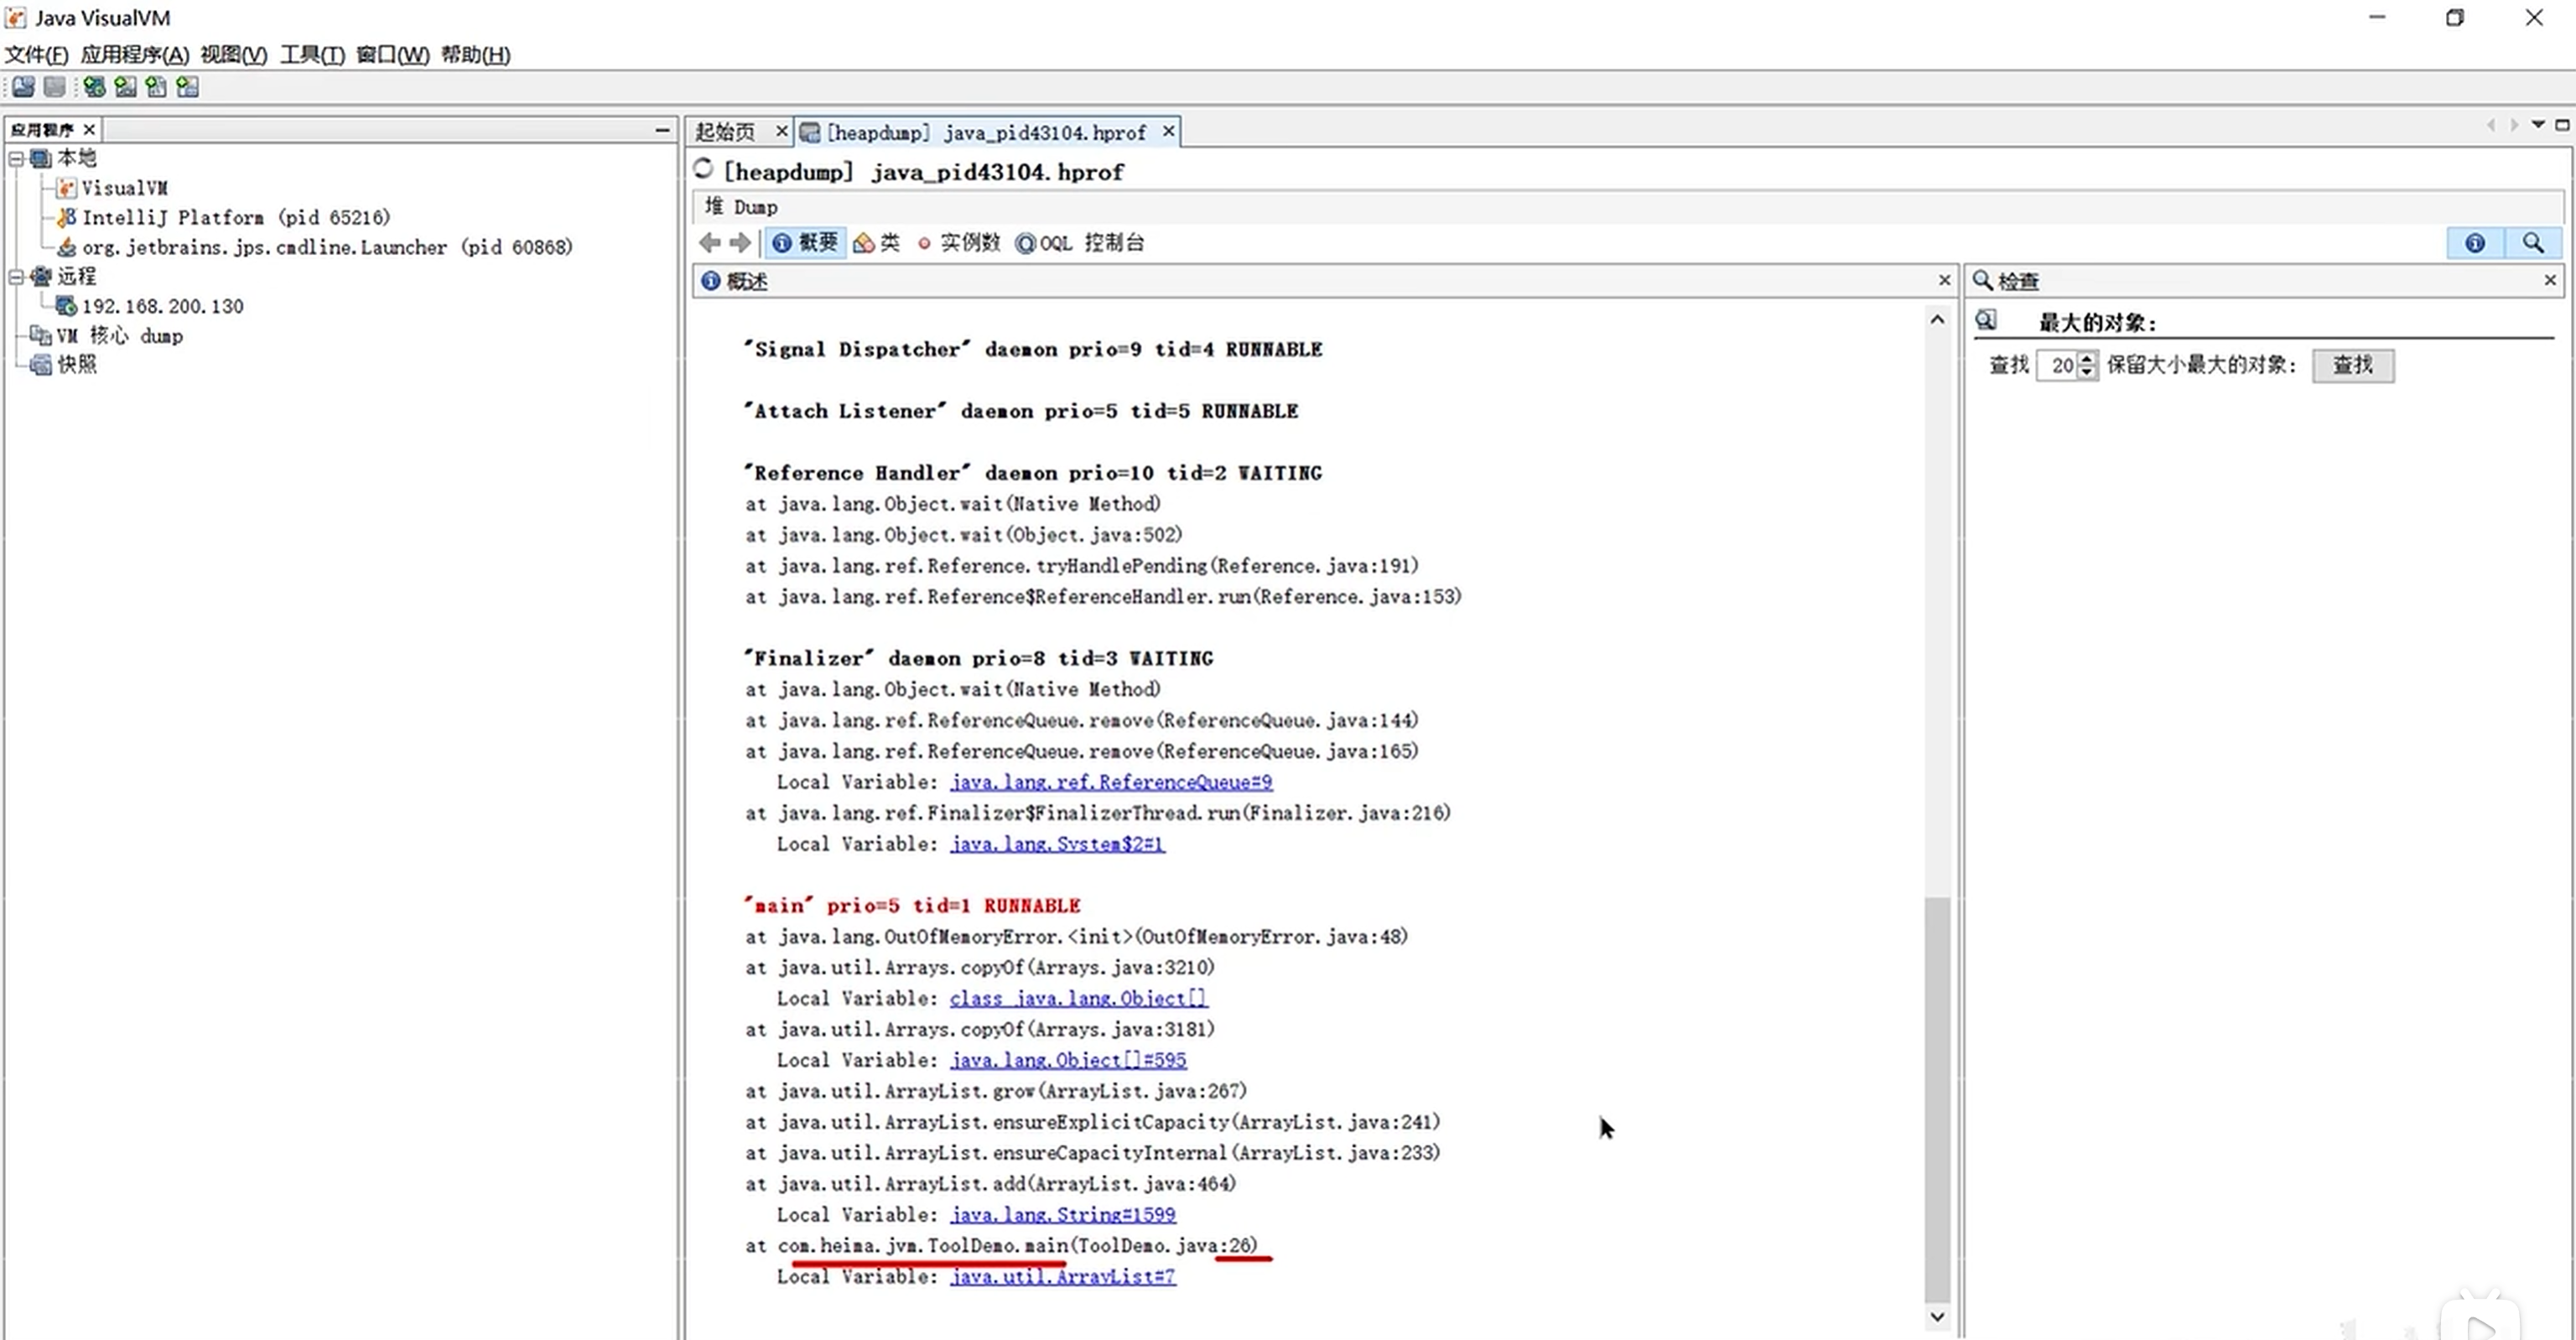 Java VisualVM
文件(F) 应用程序(A) 视图(V) 工具(T) 窗口(W) 帮助(H)
应用程序
本地
VisualVM
IntelliJ Platform (pid 65216)
org.jetbrains.jps.cmdline.Launcher (pid 60868)
远程
192.168.200.130
VM 核心 dump
快照
起始页 [heapdump] java_pid43104.hprof
[heapdump] java_pid43104.hprof
堆 Dump
概要 类 实例数 OQL 控制台
概述
"Signal Dispatcher" daemon prio=9 tid=4 RUNNABLE
"Attach Listener" daemon prio=5 tid=5 RUNNABLE
"Reference Handler" daemon prio=10 tid=2 WAITING
at java.lang.Object.wait(Native Method)
at java.lang.Object.wait(Object.java:502)
at java.lang.ref.Reference.tryHandlePending(Reference.java:191)
at java.lang.ref.Reference$ReferenceHandler.run(Reference.java:153)
"Finalizer" daemon prio=8 tid=3 WAITING
at java.lang.Object.wait(Native Method)
at java.lang.ref.ReferenceQueue.remove(ReferenceQueue.java:144)
at java.lang.ref.ReferenceQueue.remove(ReferenceQueue.java:165)
Local Variable: java.lang.ref.ReferenceQueue#9
at java.lang.ref.Finalizer$FinalizerThread.run(Finalizer.java:216)
Local Variable: java.lang.System$2#1
"main" prio=5 tid=1 RUNNABLE
at java.lang.OutOfMemoryError.<init>(OutOfMemoryError.java:48)
at java.util.Arrays.copyOf(Arrays.java:3210)
Local Variable: class java.lang.Object[]
at java.util.Arrays.copyOf(Arrays.java:3181)
Local Variable: java.lang.Object[]#595
at java.util.ArrayList.grow(ArrayList.java:267)
at java.util.ArrayList.ensureExplicitCapacity(ArrayList.java:241)
at java.util.ArrayList.ensureCapacityInternal(ArrayList.java:233)
at java.util.ArrayList.add(ArrayList.java:464)
Local Variable: java.lang.String#1599
at com.heima.jvm.ToolDemo.main(ToolDemo.java:26)
Local Variable: java.util.ArrayList#7
检查
最大的对象:
查找 20 保留大小最大的对象: 查找